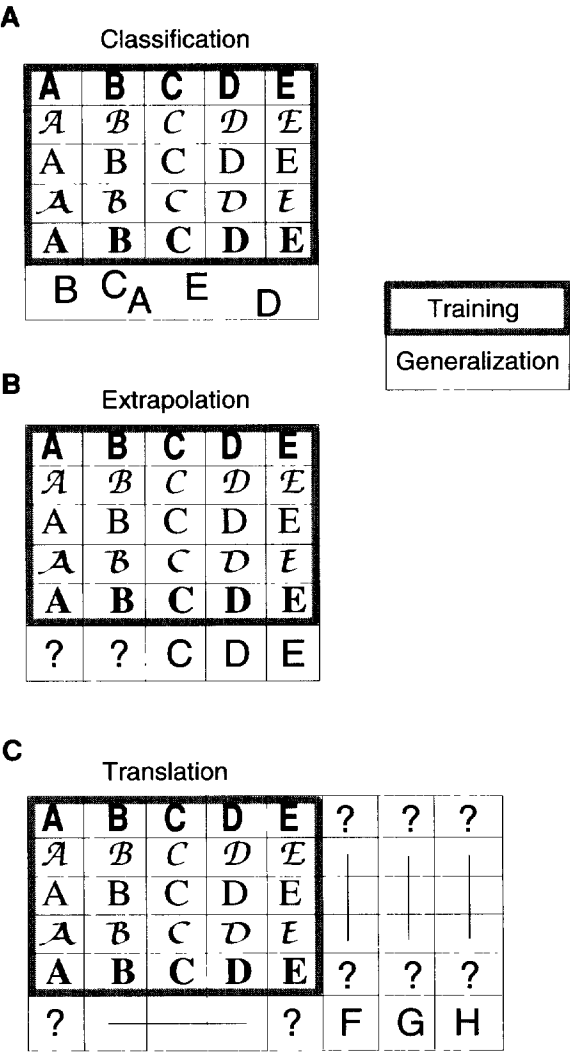 A
Classification
A B C D E
A B C D E
A B C D E
A B C D E
A B C D E
B C A E D
Training
Generalization
B
Extrapolation
A B C D E
A B C D E
A B C D E
A B C D E
A B C D E
? ? C D E
C
Translation
A B C D E ? ? ?
A B C D E
A B C D E
A B C D E
A B C D E ? ? ?
? ? F G H